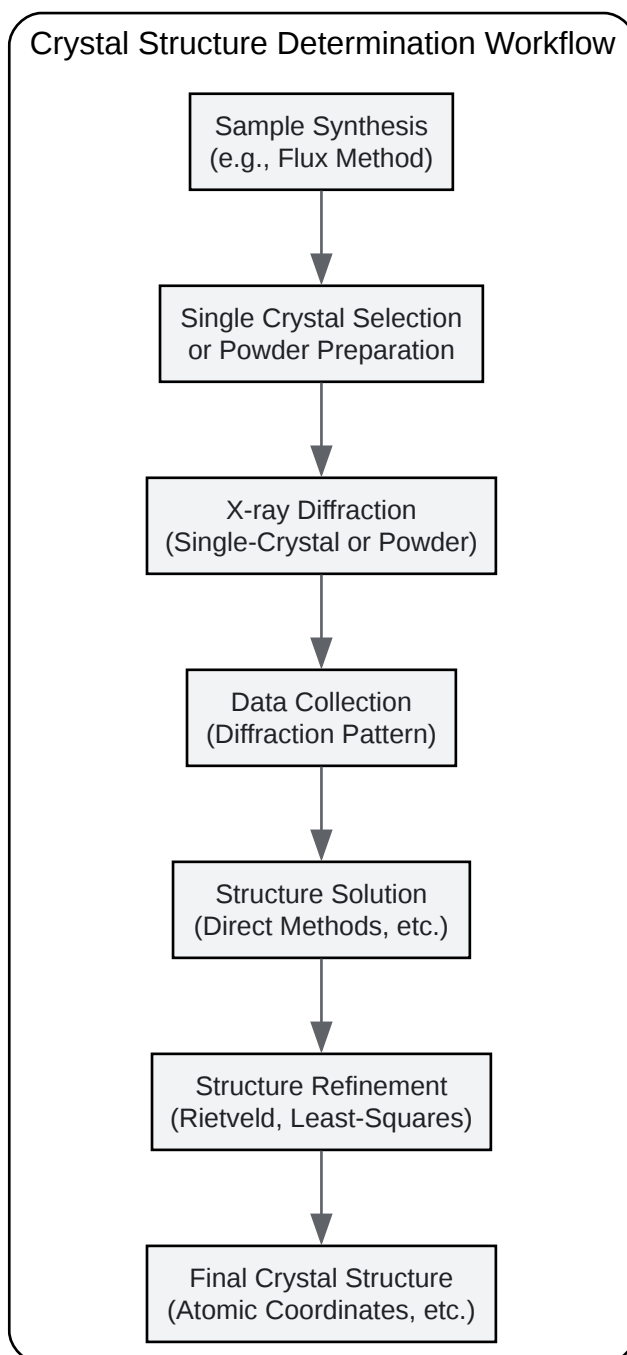 Crystal Structure Determination Workflow
Sample Synthesis
(e.g., Flux Method)
Single Crystal Selection
or Powder Preparation
X-ray Diffraction
(Single-Crystal or Powder)
Data Collection
(Diffraction Pattern)
Structure Solution
(Direct Methods, etc.)
Structure Refinement
(Rietveld, Least-Squares)
Final Crystal Structure
(Atomic Coordinates, etc.)